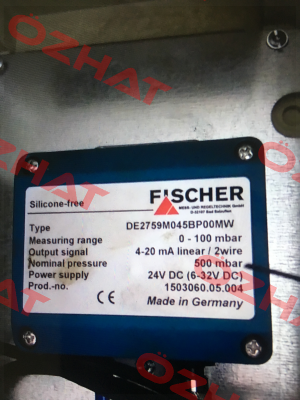 OZHAT
OZHAT
Silicone-free
FISCHER
MESS- UND REGELTECHNIK GMBH
D-32107 Bad Salzuflen
Type DE2759M045BP00MW
Measuring range 0 - 100 mbar
Output signal 4-20 mA linear / 2wire
Nominal pressure 500 mbar
Power supply 24V DC (6-32V DC)
Prod.-no. 1503060.05.004
CE
Made in Germany
OZHAT
OZHAT